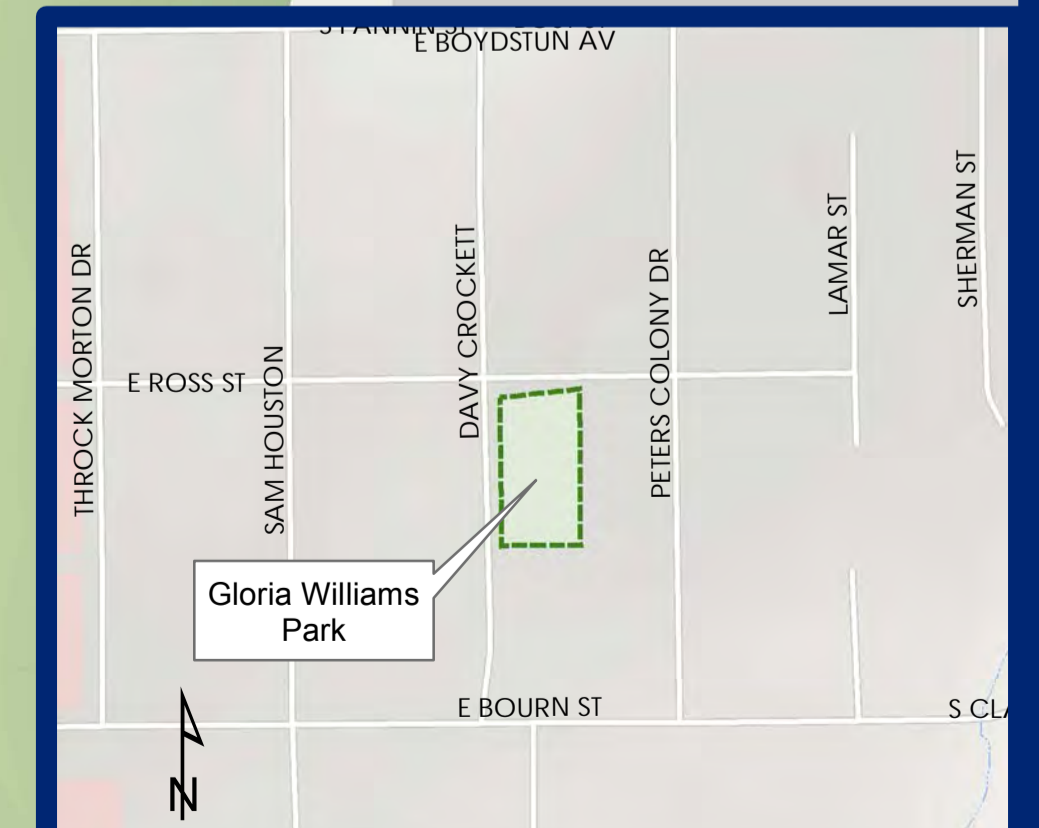 E BOYDSTUN AV
THROCK MORTON DR
E ROSS ST
SAM HOUSTON
DAVY CROCKETT
PETERS COLONY DR
LAMAR ST
SHERMAN ST
Gloria Williams
Park
E BOURN ST
N